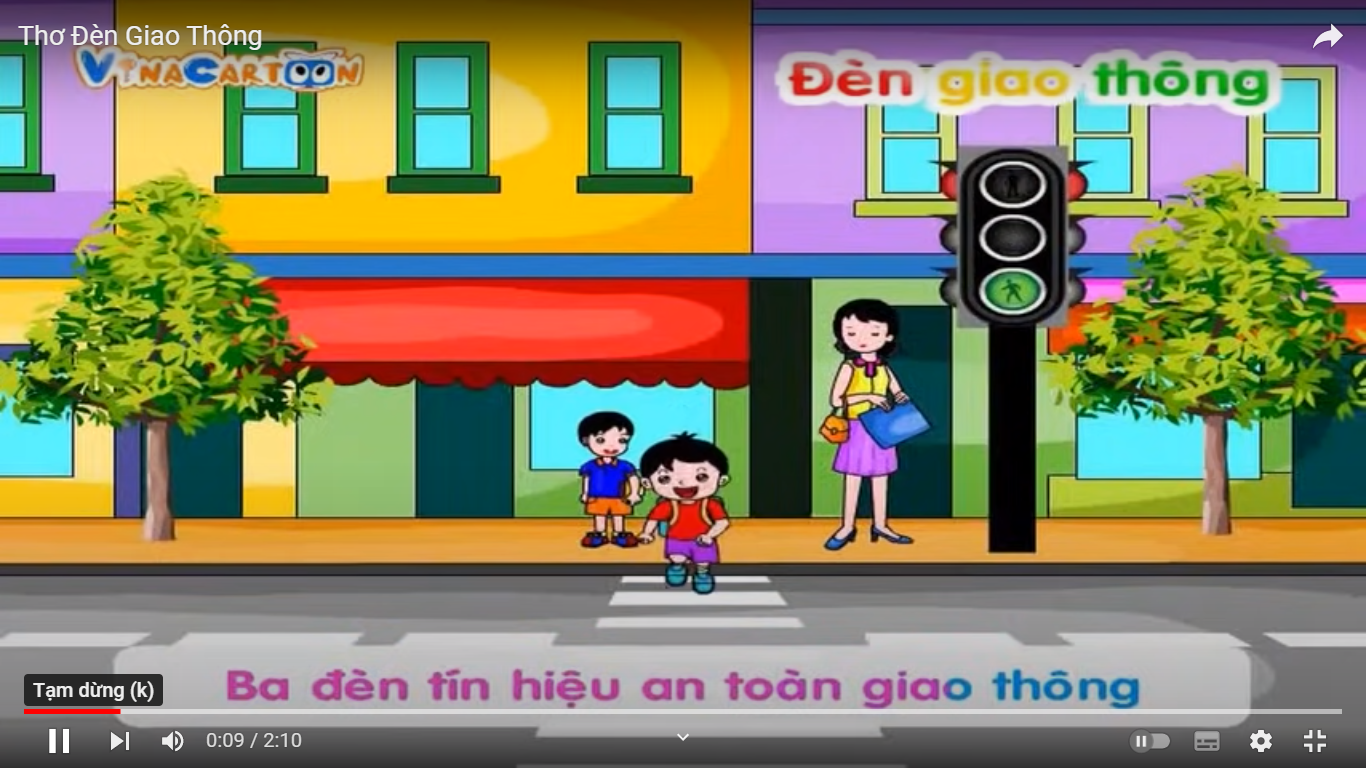 Thơ Đèn Giao Thông
VINACARTOON
Đèn giao thông
Ba đèn tín hiệu an toàn giao thông
Tạm dừng (k)
0:09 / 2:10